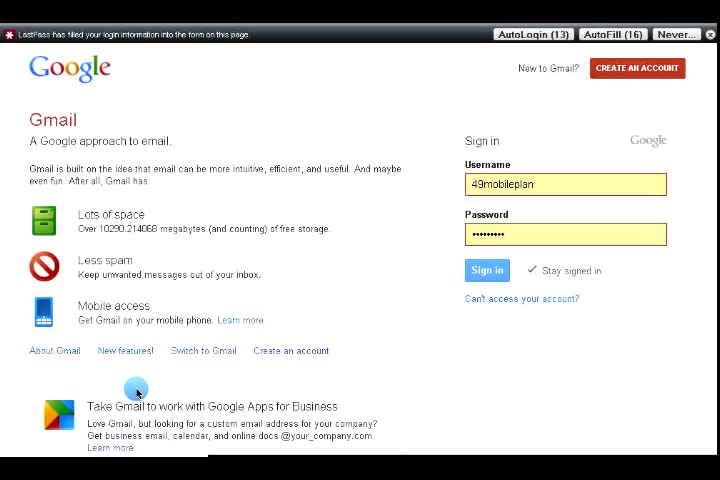 LastPass has filled your login information into the form on this page.
AutoLogin (13)
AutoFill (16)
Never...
Google
New to Gmail?
CREATE AN ACCOUNT
Gmail
A Google approach to email.
Gmail is built on the idea that email can be more intuitive, efficient, and useful. And maybe
even fun. After all, Gmail has:
Lots of space
Over 10290.214068 megabytes (and counting) of free storage.
Less spam
Keep unwanted messages out of your inbox.
Mobile access
Get Gmail on your mobile phone. Learn more
About Gmail
New features!
Switch to Gmail
Create an account
Take Gmail to work with Google Apps for Business
Love Gmail, but looking for a custom email address for your company?
Get business email, calendar, and online docs @your_company.com.
Learn more
Sign in
Google
Username
49mobileplan
Password
•••••••••
Sign in
Stay signed in
Can't access your account?